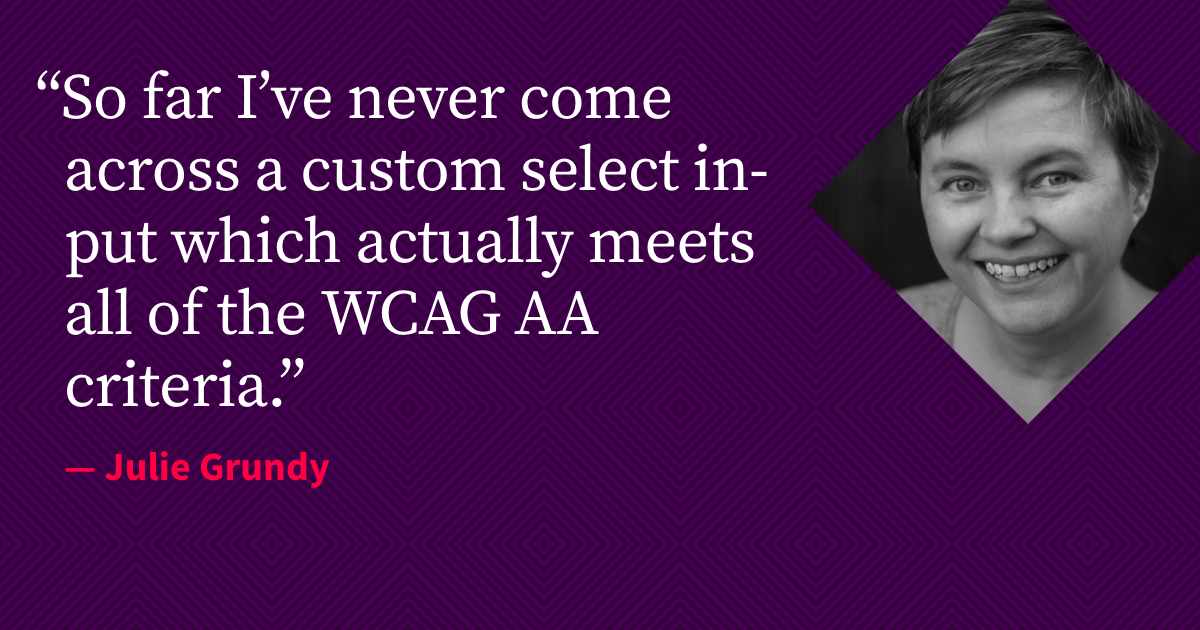 “So far I’ve never come
across a custom select in-
put which actually meets
all of the WCAG AA
criteria.”
— Julie Grundy